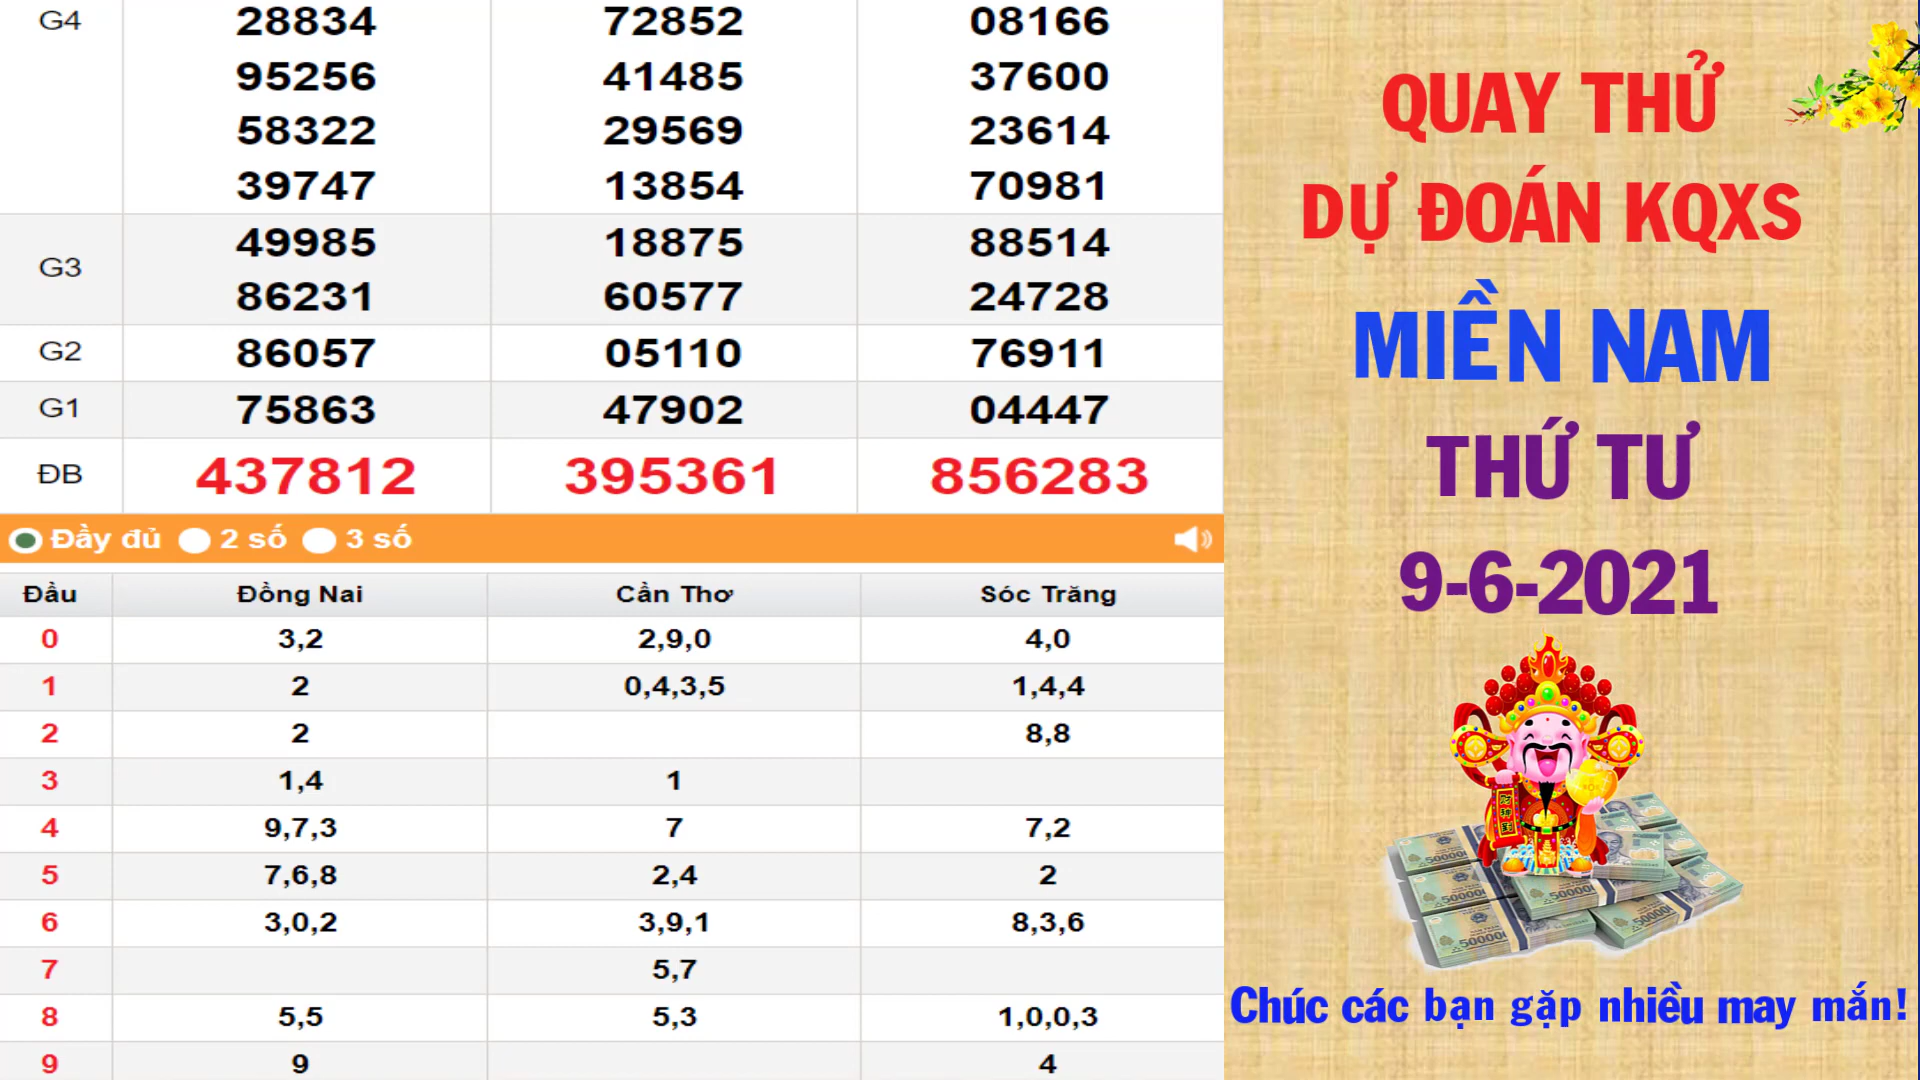 G4 28834 72852 08166
95256 41485 37600
58322 29569 23614
39747 13854 70981
G3 49985 18875 88514
86231 60577 24728
G2 86057 05110 76911
G1 75863 47902 04447
ĐB 437812 395361 856283
Đầy đủ 2 số 3 số
Đầu Đồng Nai Cần Thơ Sóc Trăng
0 3,2 2,9,0 4,0
1 2 0,4,3,5 1,4,4
2 2 8,8
3 1,4 1
4 9,7,3 7 7,2
5 7,6,8 2,4 2
6 3,0,2 3,9,1 8,3,6
7 5,7
8 5,5 5,3 1,0,0,3
9 9 4
QUAY THỬ
DỰ ĐOÁN KQXS
MIỀN NAM
THỨ TƯ
9-6-2021
Chúc các bạn gặp nhiều may mắn!